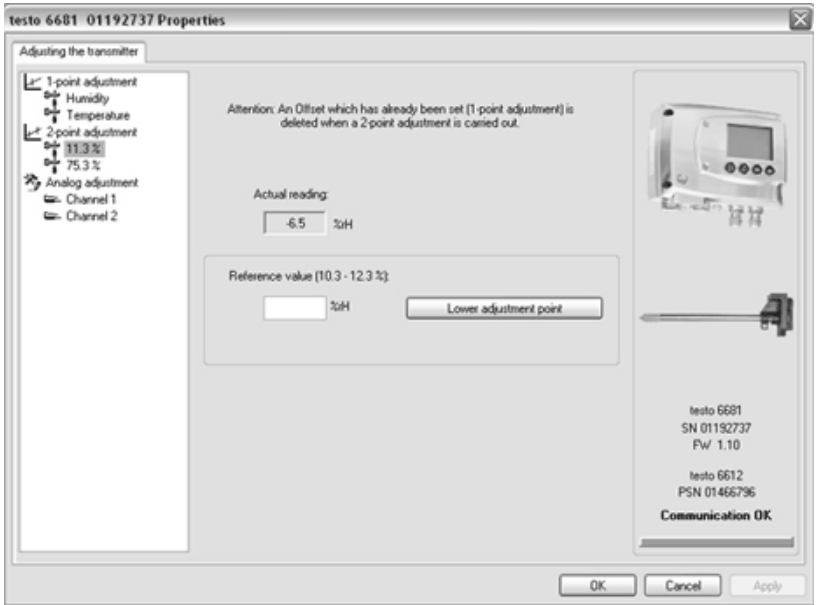 testo 6681 01192737 Properties
Adjusting the transmitter
1-point adjustment
Humidity
Temperature
2-point adjustment
11.3 %
75.3 %
Analog adjustment
Channel 1
Channel 2
Attention: An Offset which has already been set (1-point adjustment) is
deleted when a 2-point adjustment is carried out.
Actual reading:
-6.5 %rH
Reference value (10.3 - 12.3 %):
%rH Lower adjustment point
testo 6681
SN 01192737
FW 1.10
testo 6612
PSN 01466796
Communication OK
OK Cancel Apply